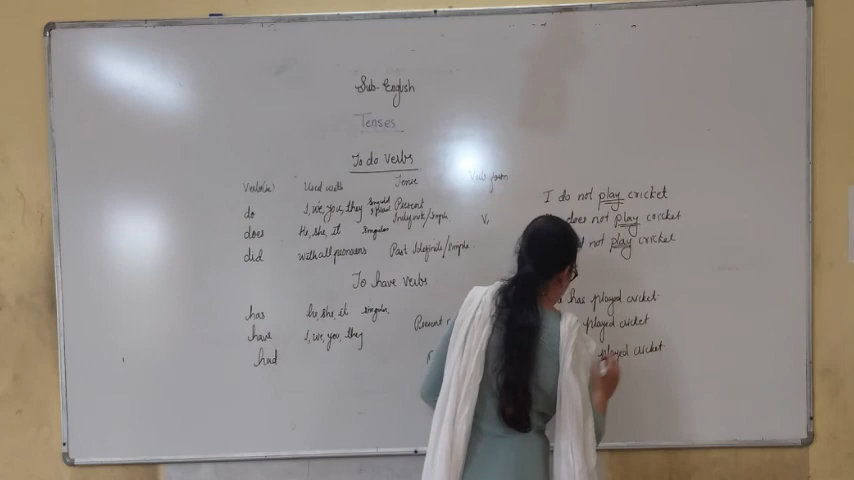 Sub- English
Tenses
To do verbs
Verb(be) Used with Tense Verb form
do I, we, you, they Present Indefinite/Simple V₁
does He, she, it singular
did with all pronouns Past Idefinite/Simple.
I do not play cricket
does not play cricket
not play cricket
To have verbs
has he, she, it singular
have I, we, you, they Present
had
has played cricket.
played cricket
played cricket